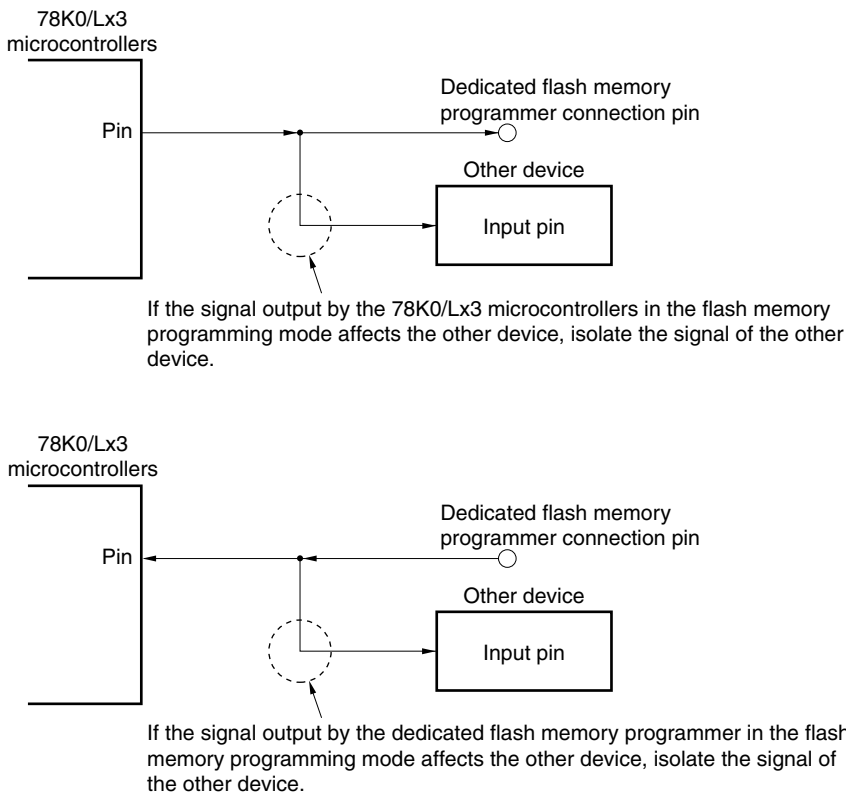 78K0/Lx3
microcontrollers
Pin
Dedicated flash memory
programmer connection pin
Other device
Input pin
If the signal output by the 78K0/Lx3 microcontrollers in the flash memory
programming mode affects the other device, isolate the signal of the other
device.
78K0/Lx3
microcontrollers
Pin
Dedicated flash memory
programmer connection pin
Other device
Input pin
If the signal output by the dedicated flash memory programmer in the flash
memory programming mode affects the other device, isolate the signal of
the other device.